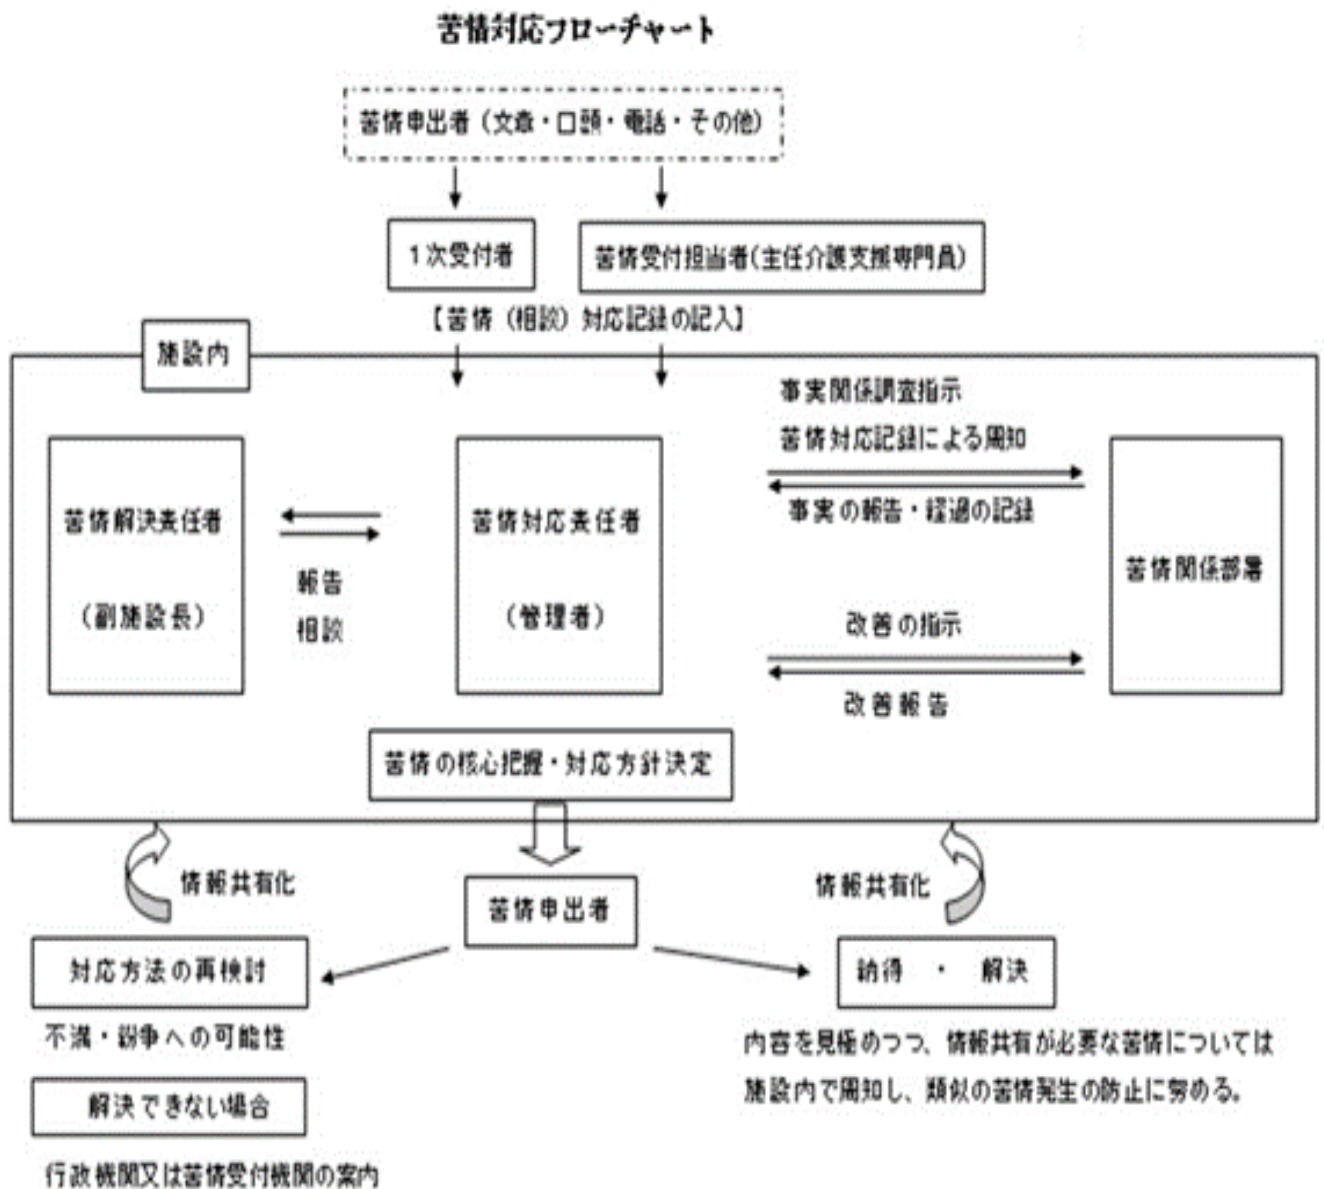 苦情対応フローチャート
苦情申出者（文章・口頭・電話・その他）
1次受付者
苦情受付担当者(主任介護支援専門員)
【苦情（相談）対応記録の記入】
施設内
事実関係調査指示
苦情対応記録による周知
事実の報告・経過の記録
苦情解決責任者
（副施設長）
報告
相談
苦情対応責任者
（管理者）
苦情関係部署
改善の指示
改善報告
苦情の核心把握・対応方針決定
情報共有化
苦情申出者
情報共有化
対応方法の再検討
不満・紛争への可能性
解決できない場合
行政機関又は苦情受付機関の案内
納得 ・ 解決
内容を見極めつつ、情報共有が必要な苦情については
施設内で周知し、類似の苦情発生の防止に努める。